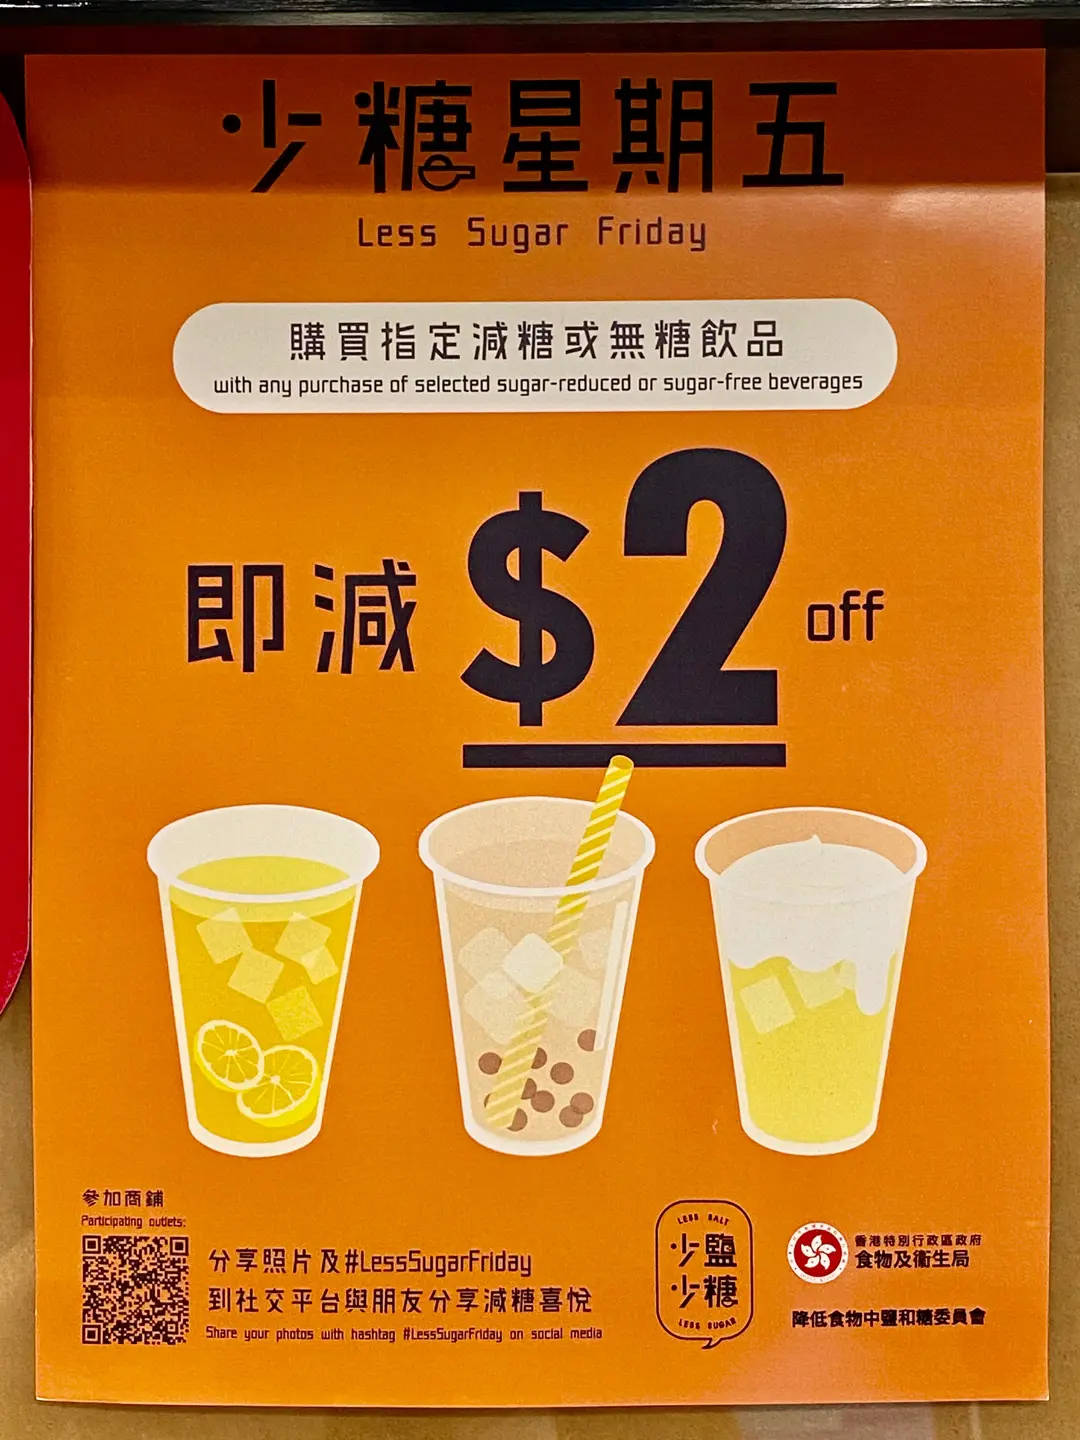 少糖星期五
Less Sugar Friday
購買指定減糖或無糖飲品
with any purchase of selected sugar-reduced or sugar-free beverages
即減 $2 off
參加商鋪
Participating outlets:
分享照片及#LessSugarFriday
到社交平台與朋友分享減糖喜悅
Share your photos with hashtag #LessSugarFriday on social media
LESS SALT
少鹽
少糖
LESS SUGAR
香港特別行政區政府
食物及衞生局
降低食物中鹽和糖委員會